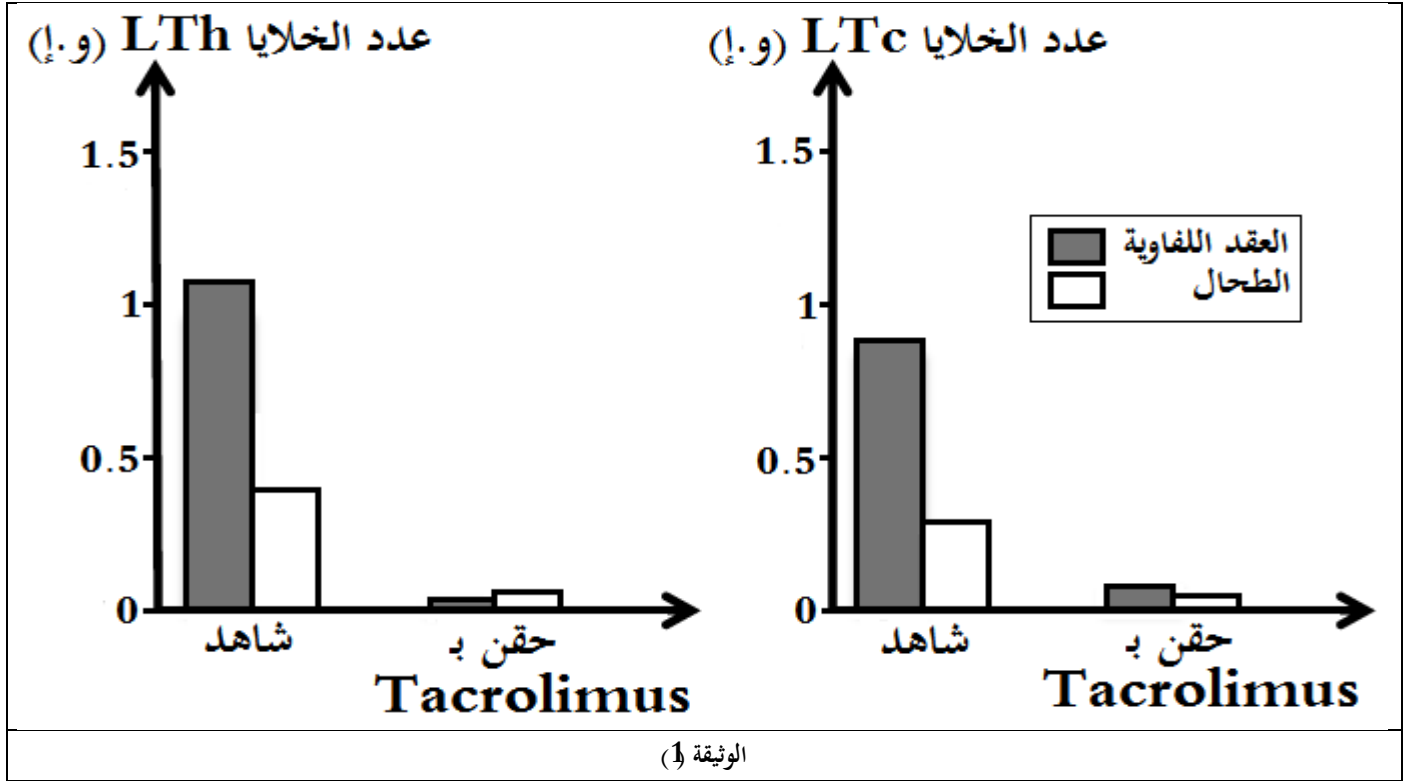 عدد الخلايا LTh (و.إ)
1.5
1
0.5
0
شاهد
حقن بـ
Tacrolimus
عدد الخلايا LTc (و.إ)
1.5
1
0.5
0
شاهد
حقن بـ
Tacrolimus
العقد اللفاوية
الطحال
الوثيقة (1)